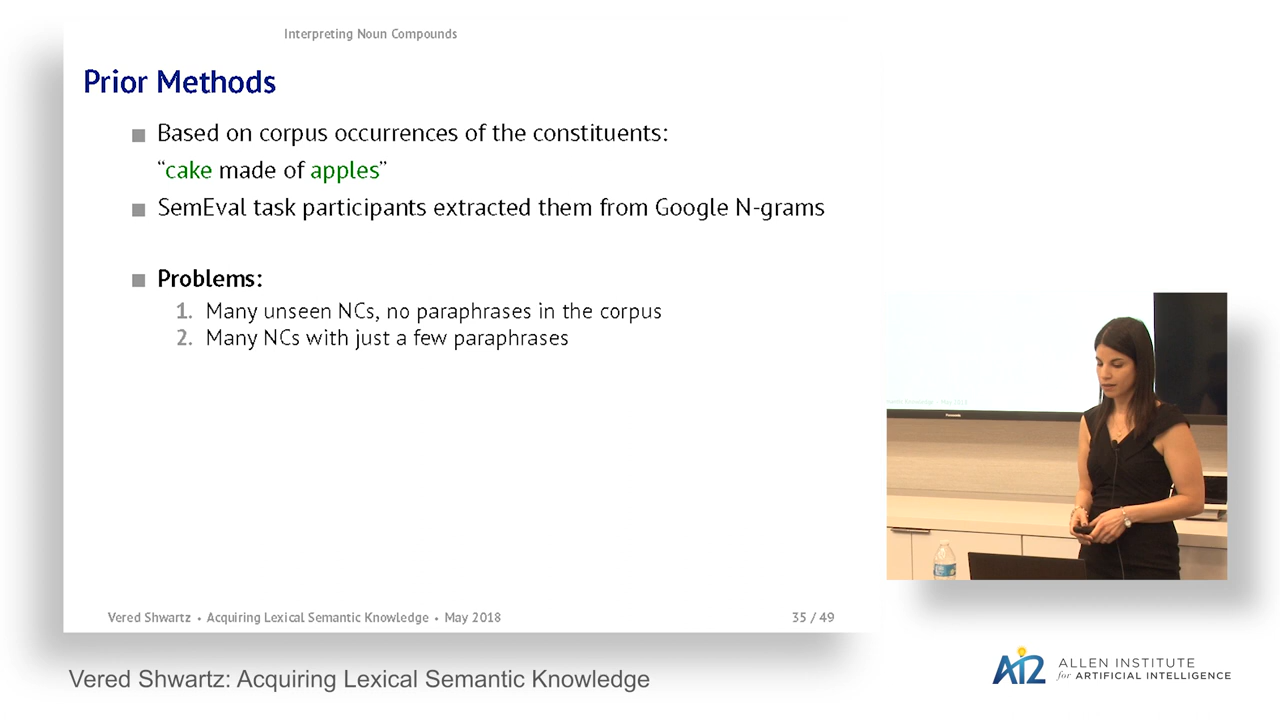 Interpreting Noun Compounds
Prior Methods
Based on corpus occurrences of the constituents:
“cake made of apples”
SemEval task participants extracted them from Google N-grams
Problems:
1. Many unseen NCs, no paraphrases in the corpus
2. Many NCs with just a few paraphrases
Vered Shwartz • Acquiring Lexical Semantic Knowledge • May 2018
35 / 49
Vered Shwartz: Acquiring Lexical Semantic Knowledge
AI2
ALLEN INSTITUTE
for ARTIFICIAL INTELLIGENCE